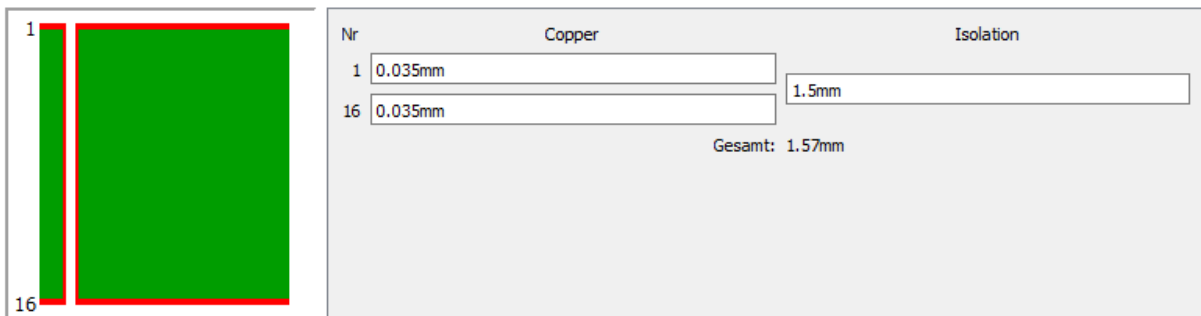 1
16
Nr Copper Isolation
1 0.035mm
1.5mm
16 0.035mm
Gesamt: 1.57mm